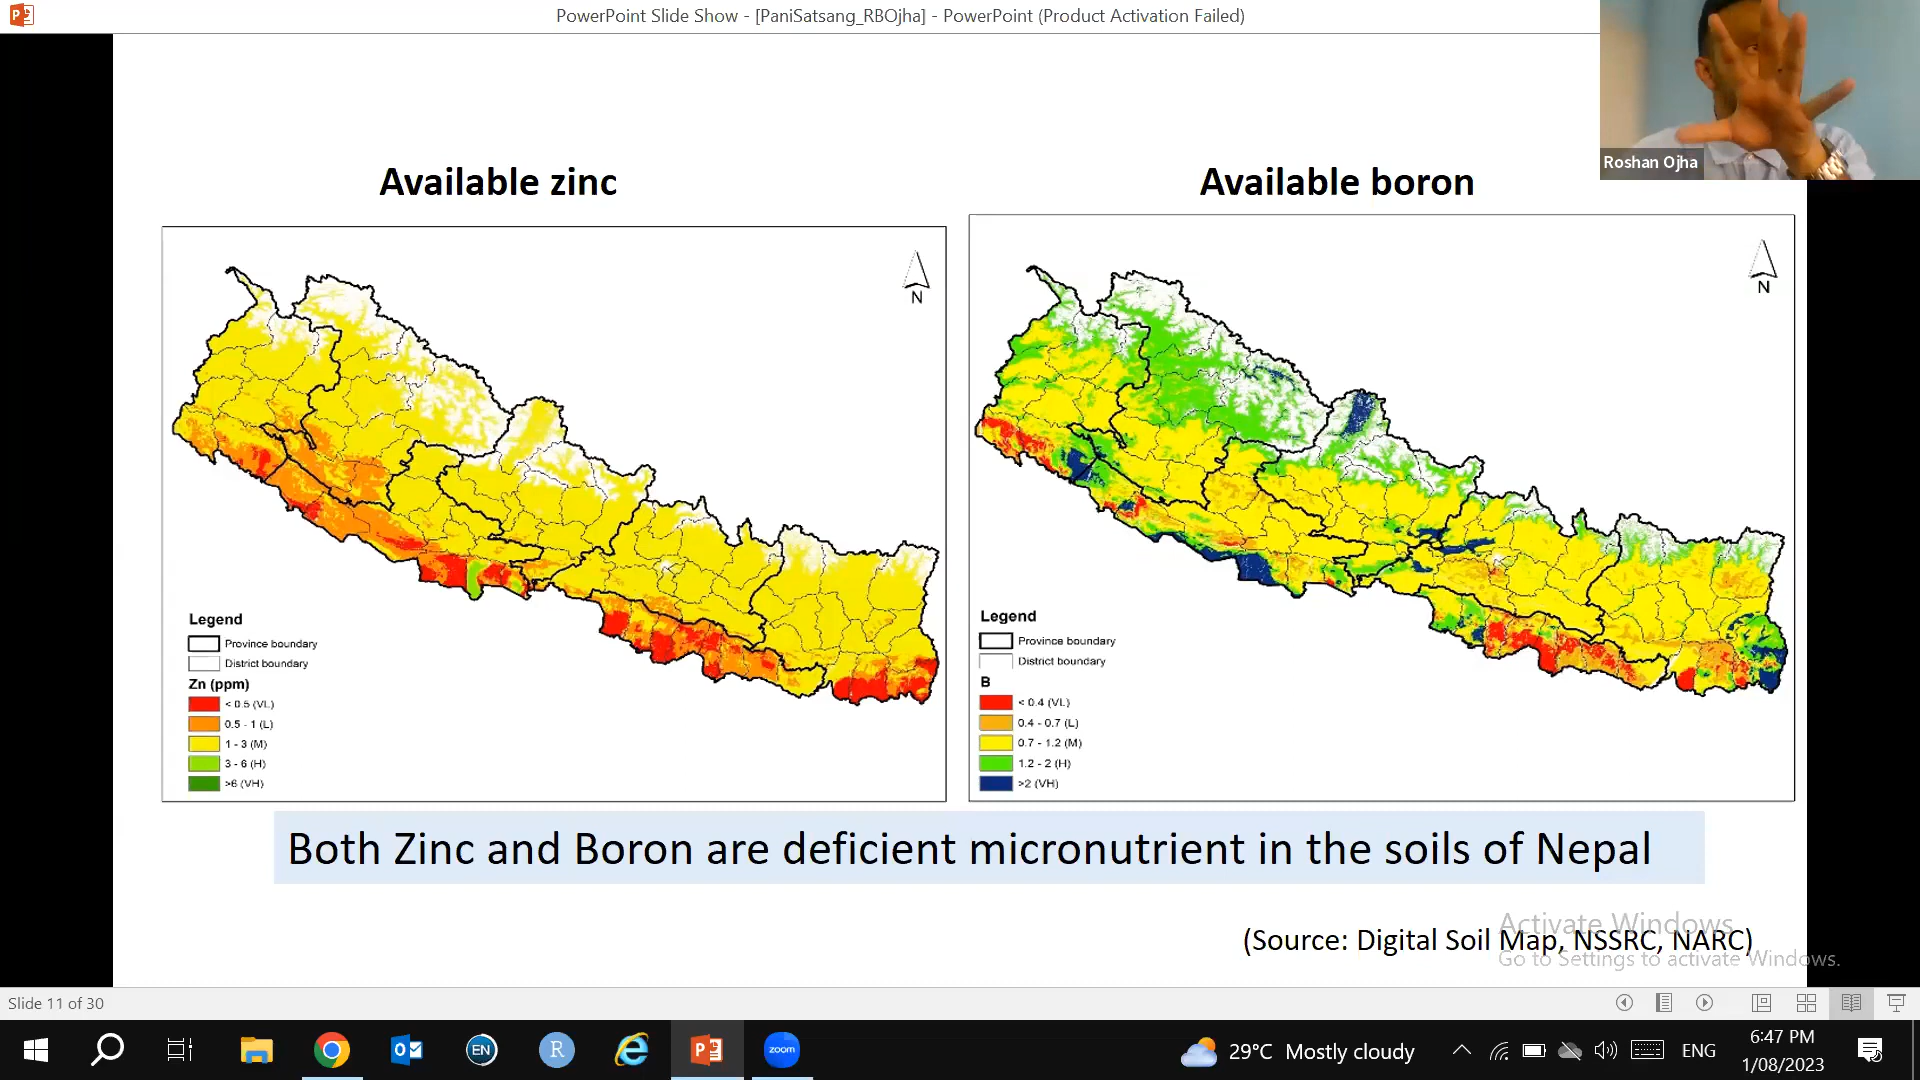 PowerPoint Slide Show - [PaniSatsang_RBOjha] - PowerPoint (Product Activation Failed)
Roshan Ojha
Available zinc
Available boron
N
N
Legend
Province boundary
District boundary
Zn (ppm)
< 0.5 (VL)
0.5 - 1 (L)
1 - 3 (M)
3 - 6 (H)
>6 (VH)
Legend
Province boundary
District boundary
B
< 0.4 (VL)
0.4 - 0.7 (L)
0.7 - 1.2 (M)
1.2 - 2 (H)
>2 (VH)
Both Zinc and Boron are deficient micronutrient in the soils of Nepal
(Source: Digital Soil Map, NSSRC, NARC)
Activate Windows
Go to Settings to activate Windows.
Slide 11 of 30
EN
R
zoom
29°C Mostly cloudy
ENG
6:47 PM
1/08/2023